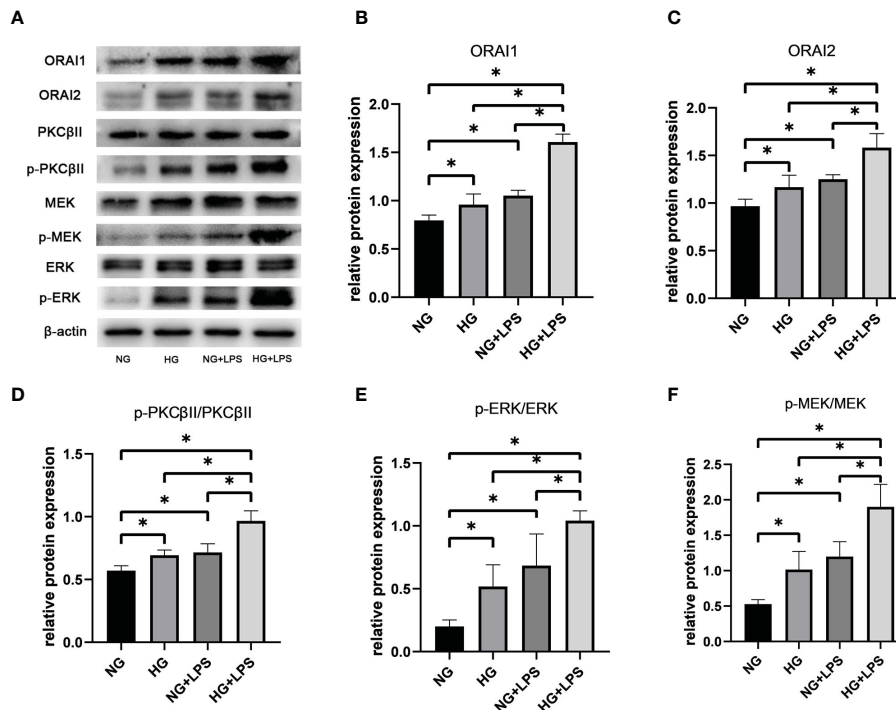 A
ORAI1
ORAI2
PKCβII
p-PKCβII
MEK
p-MEK
ERK
p-ERK
β-actin
NG HG NG+LPS HG+LPS
B
ORAI1
relative protein expression
2.0
1.5
1.0
0.5
0.0
* * * * *
NG HG NG+LPS HG+LPS
C
ORAI2
relative protein expression
2.0
1.5
1.0
0.5
0.0
* * * * *
NG HG NG+LPS HG+LPS
D
p-PKCβII/PKCβII
relative protein expression
1.5
1.0
0.5
0.0
* * * * *
NG HG NG+LPS HG+LPS
E
p-ERK/ERK
relative protein expression
1.5
1.0
0.5
0.0
* * * * *
NG HG NG+LPS HG+LPS
F
p-MEK/MEK
relative protein expression
2.5
2.0
1.5
1.0
0.5
0.0
* * * * *
NG HG NG+LPS HG+LPS